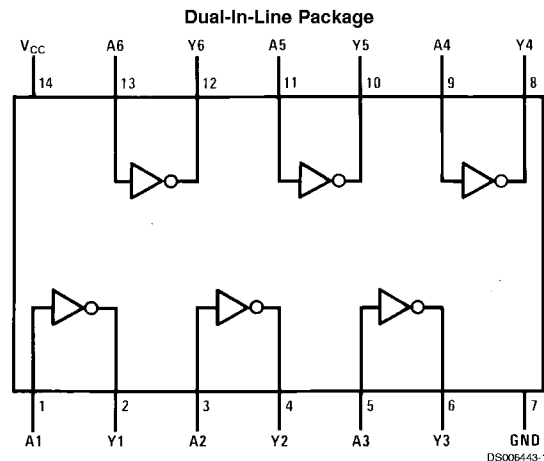 Dual-In-Line Package
VCC A6 Y6 A5 Y5 A4 Y4
14 13 12 11 10 9 8
1 2 3 4 5 6 7
A1 Y1 A2 Y2 A3 Y3 GND
DS006443-1